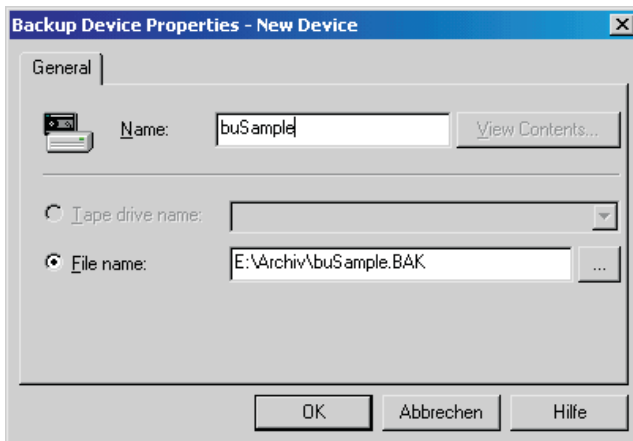 Backup Device Properties - New Device
General
Name: buSample View Contents...
Tape drive name:
File name: E:\Archiv\buSample.BAK ...
OK Abbrechen Hilfe